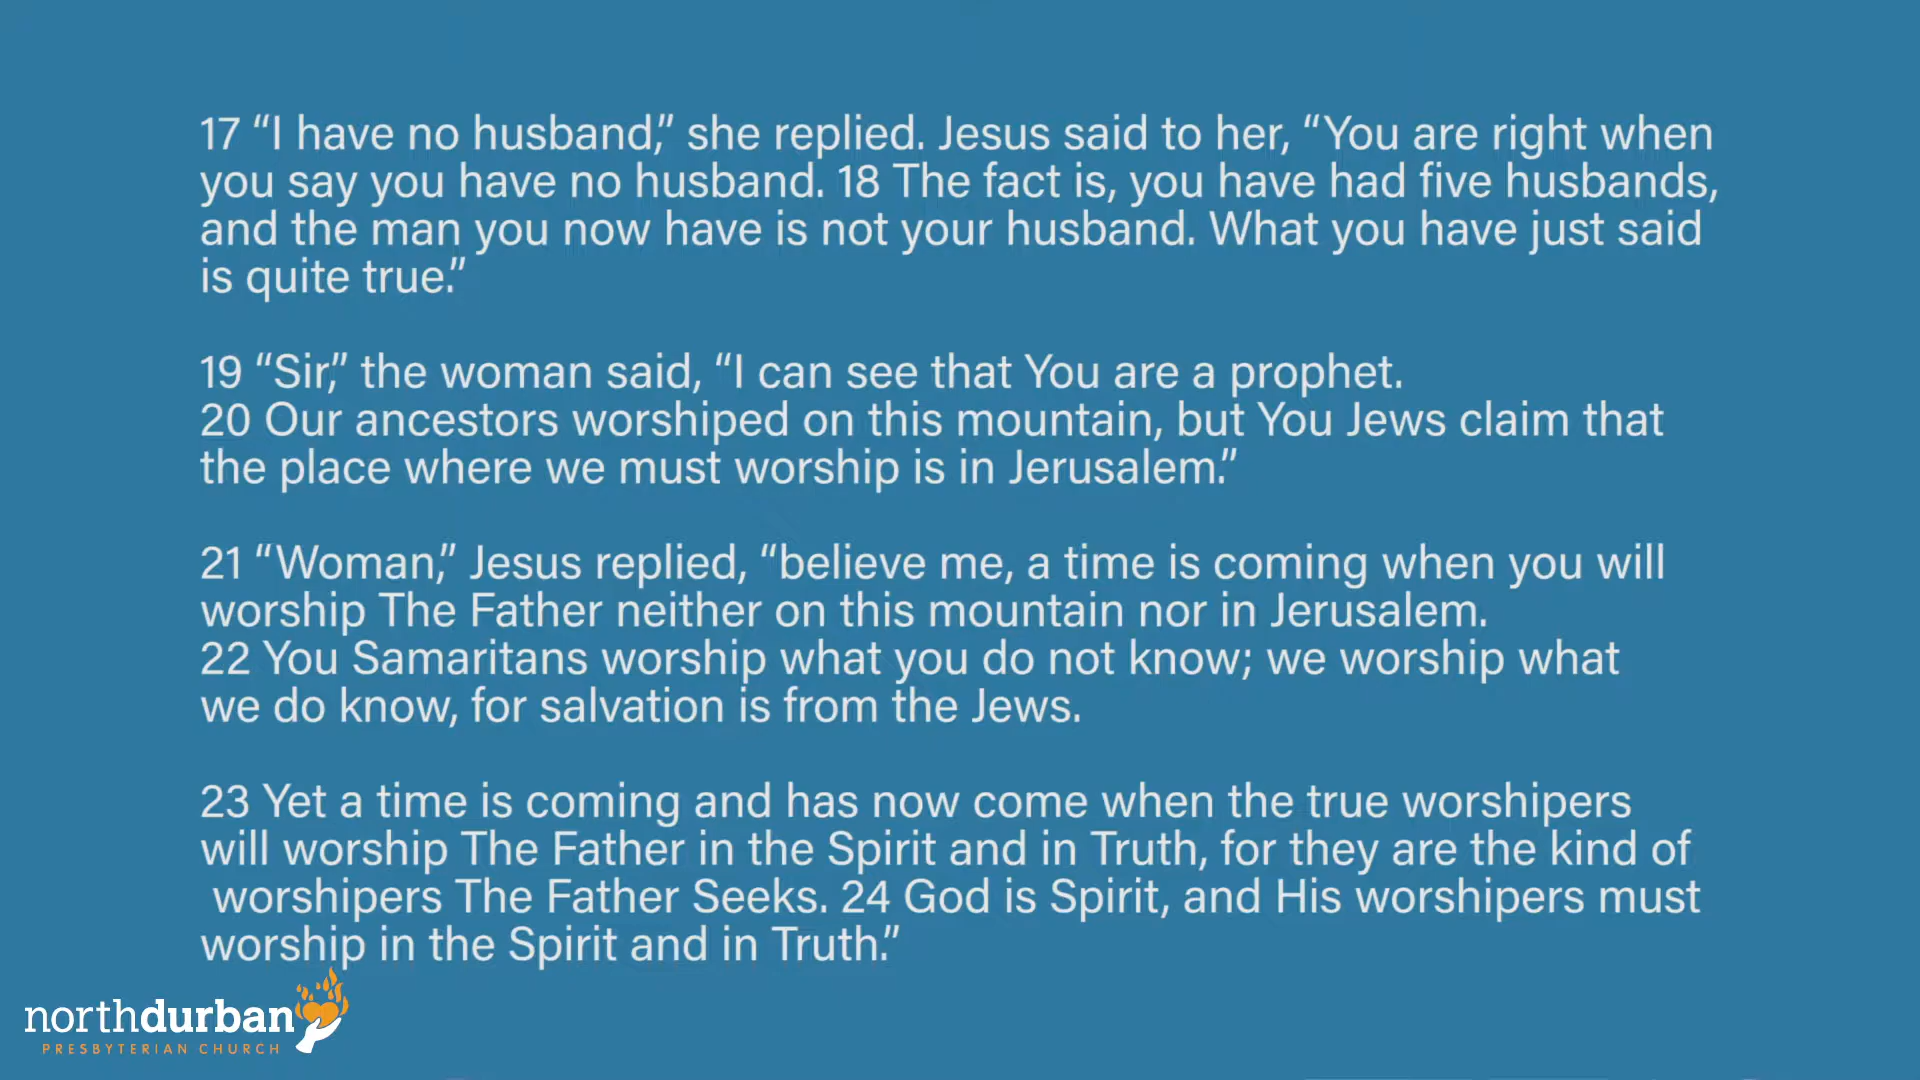 17 “I have no husband,” she replied. Jesus said to her, “You are right when
you say you have no husband. 18 The fact is, you have had five husbands,
and the man you now have is not your husband. What you have just said
is quite true.”
19 “Sir,” the woman said, “I can see that You are a prophet.
20 Our ancestors worshiped on this mountain, but You Jews claim that
the place where we must worship is in Jerusalem.”
21 “Woman,” Jesus replied, “believe me, a time is coming when you will
worship The Father neither on this mountain nor in Jerusalem.
22 You Samaritans worship what you do not know; we worship what
we do know, for salvation is from the Jews.
23 Yet a time is coming and has now come when the true worshipers
will worship The Father in the Spirit and in Truth, for they are the kind of
worshipers The Father Seeks. 24 God is Spirit, and His worshipers must
worship in the Spirit and in Truth.”
northdurban
PRESBYTERIAN CHURCH